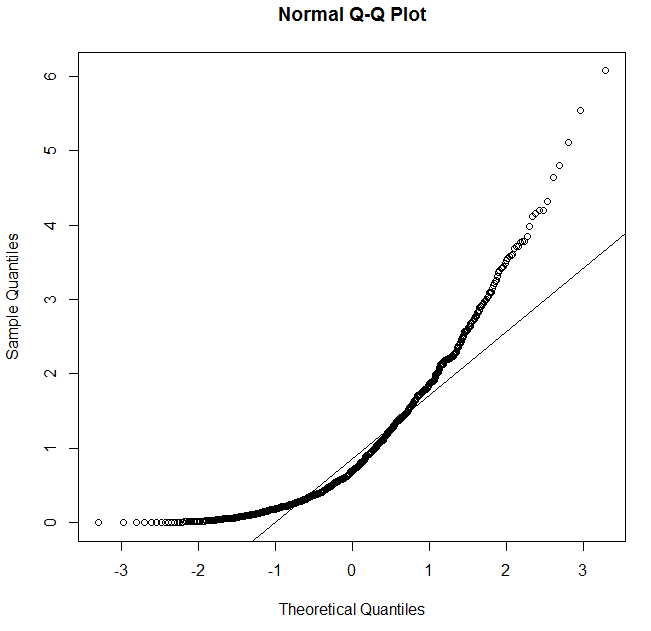 Normal Q-Q Plot
6
5
4
3
2
1
0
Sample Quantiles
-3 -2 -1 0 1 2 3
Theoretical Quantiles